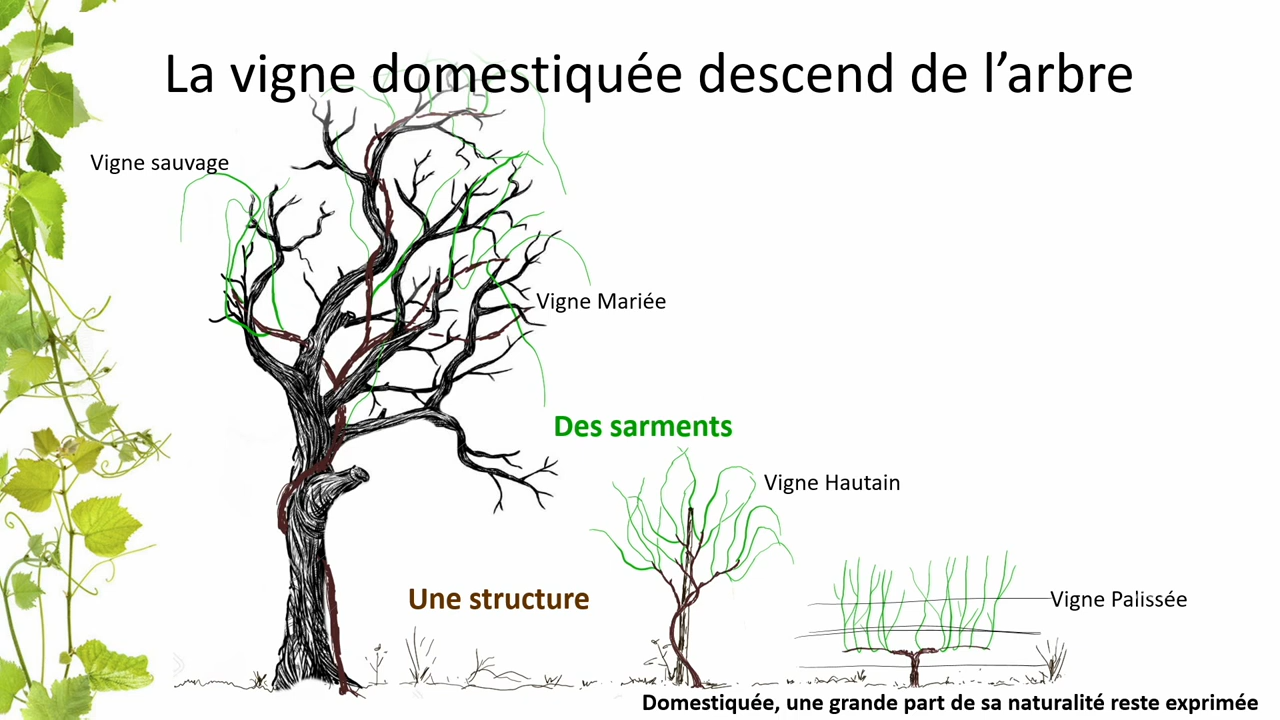 La vigne domestiquée descend de l’arbre
Vigne sauvage
Vigne Mariée
Des sarments
Vigne Hautain
Une structure
Vigne Palissée
Domestiquée, une grande part de sa naturalité reste exprimée